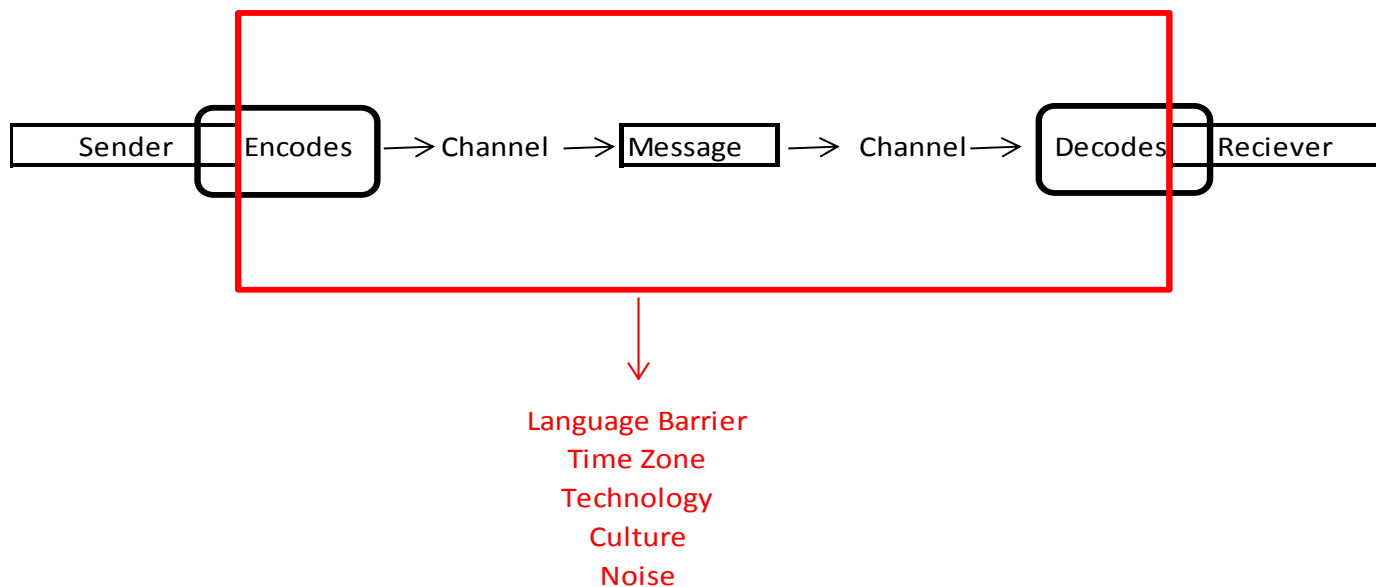 Sender Encodes Channel Message Channel Decodes Reciever
Language Barrier
Time Zone
Technology
Culture
Noise